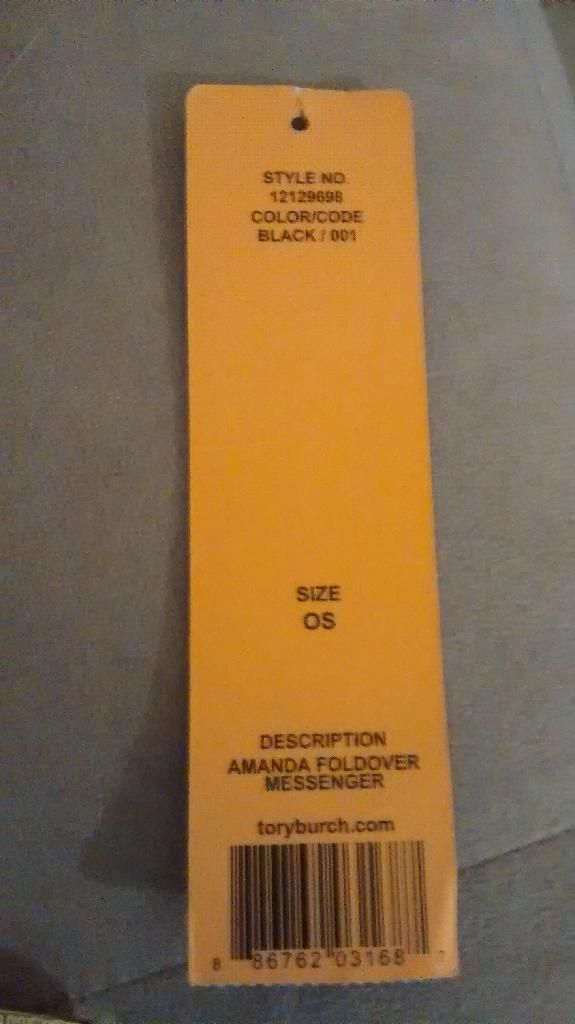 STYLE NO.
12129698
COLOR/CODE
BLACK / 001
SIZE
OS
DESCRIPTION
AMANDA FOLDOVER
MESSENGER
toryburch.com
8 86762 03168 7